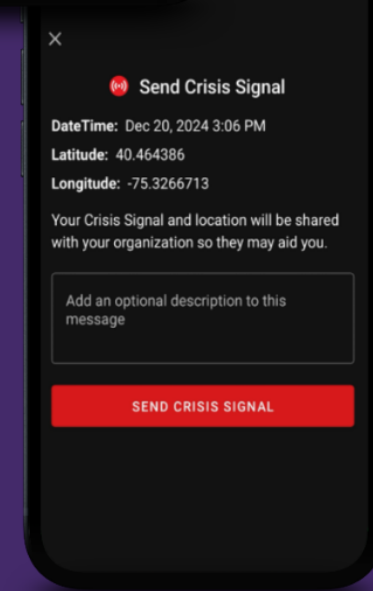 Send Crisis Signal
DateTime: Dec 20, 2024 3:06 PM
Latitude: 40.464386
Longitude: -75.3266713
Your Crisis Signal and location will be shared
with your organization so they may aid you.
Add an optional description to this
message
SEND CRISIS SIGNAL